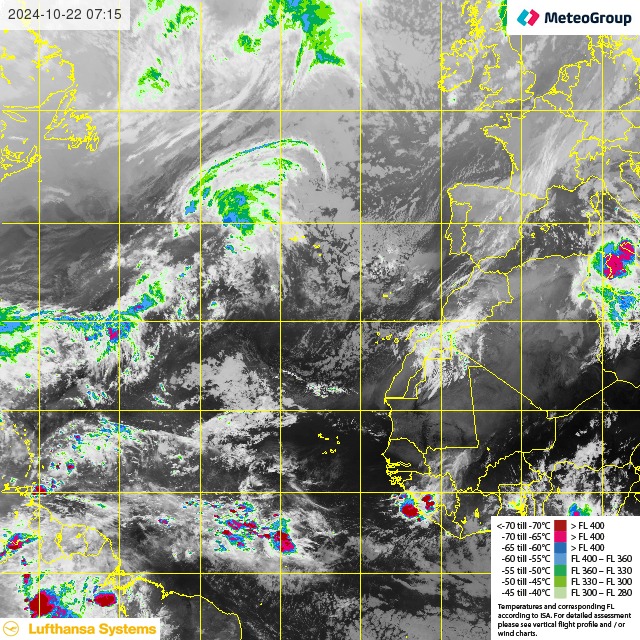 2024-10-22 07:15
MeteoGroup
<-70 till -70°C > FL 400
-70 till -65°C > FL 400
-65 till -60°C > FL 400
-60 till -55°C FL 400 – FL 360
-55 till -50°C FL 360 – FL 330
-50 till -45°C FL 330 – FL 300
-45 till -40°C FL 300 – FL 280
Temperatures and corresponding FL
according to ISA. For detailed assessment
please see vertical flight profile and / or
wind charts.
Lufthansa Systems